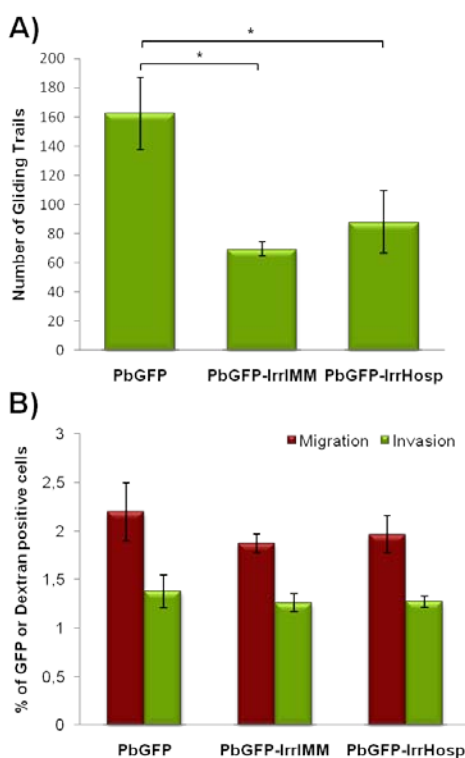 A)
*
*
Number of Gliding Trails
200
180
160
140
120
100
80
60
40
20
0
PbGFP PbGFP-IrrIMM PbGFP-IrrHosp
B)
Migration Invasion
% of GFP or Dextran positive cells
3
2,5
2
1,5
1
0,5
0
PbGFP PbGFP-IrrIMM PbGFP-IrrHosp